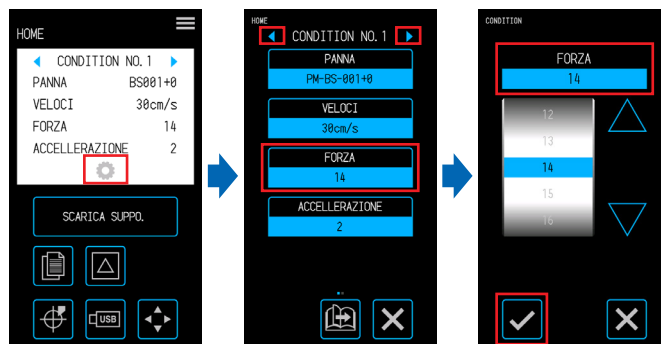 HOME
CONDITION NO.1
PANNA BS001+0
VELOCI 30cm/s
FORZA 14
ACCELLERAZIONE 2
SCARICA SUPPO.
USB
HOME
CONDITION NO.1
PANNA
PM-BS-001+0
VELOCI
30cm/s
FORZA
14
ACCELLERAZIONE
2
CONDITION
FORZA
14
12
13
14
15
16